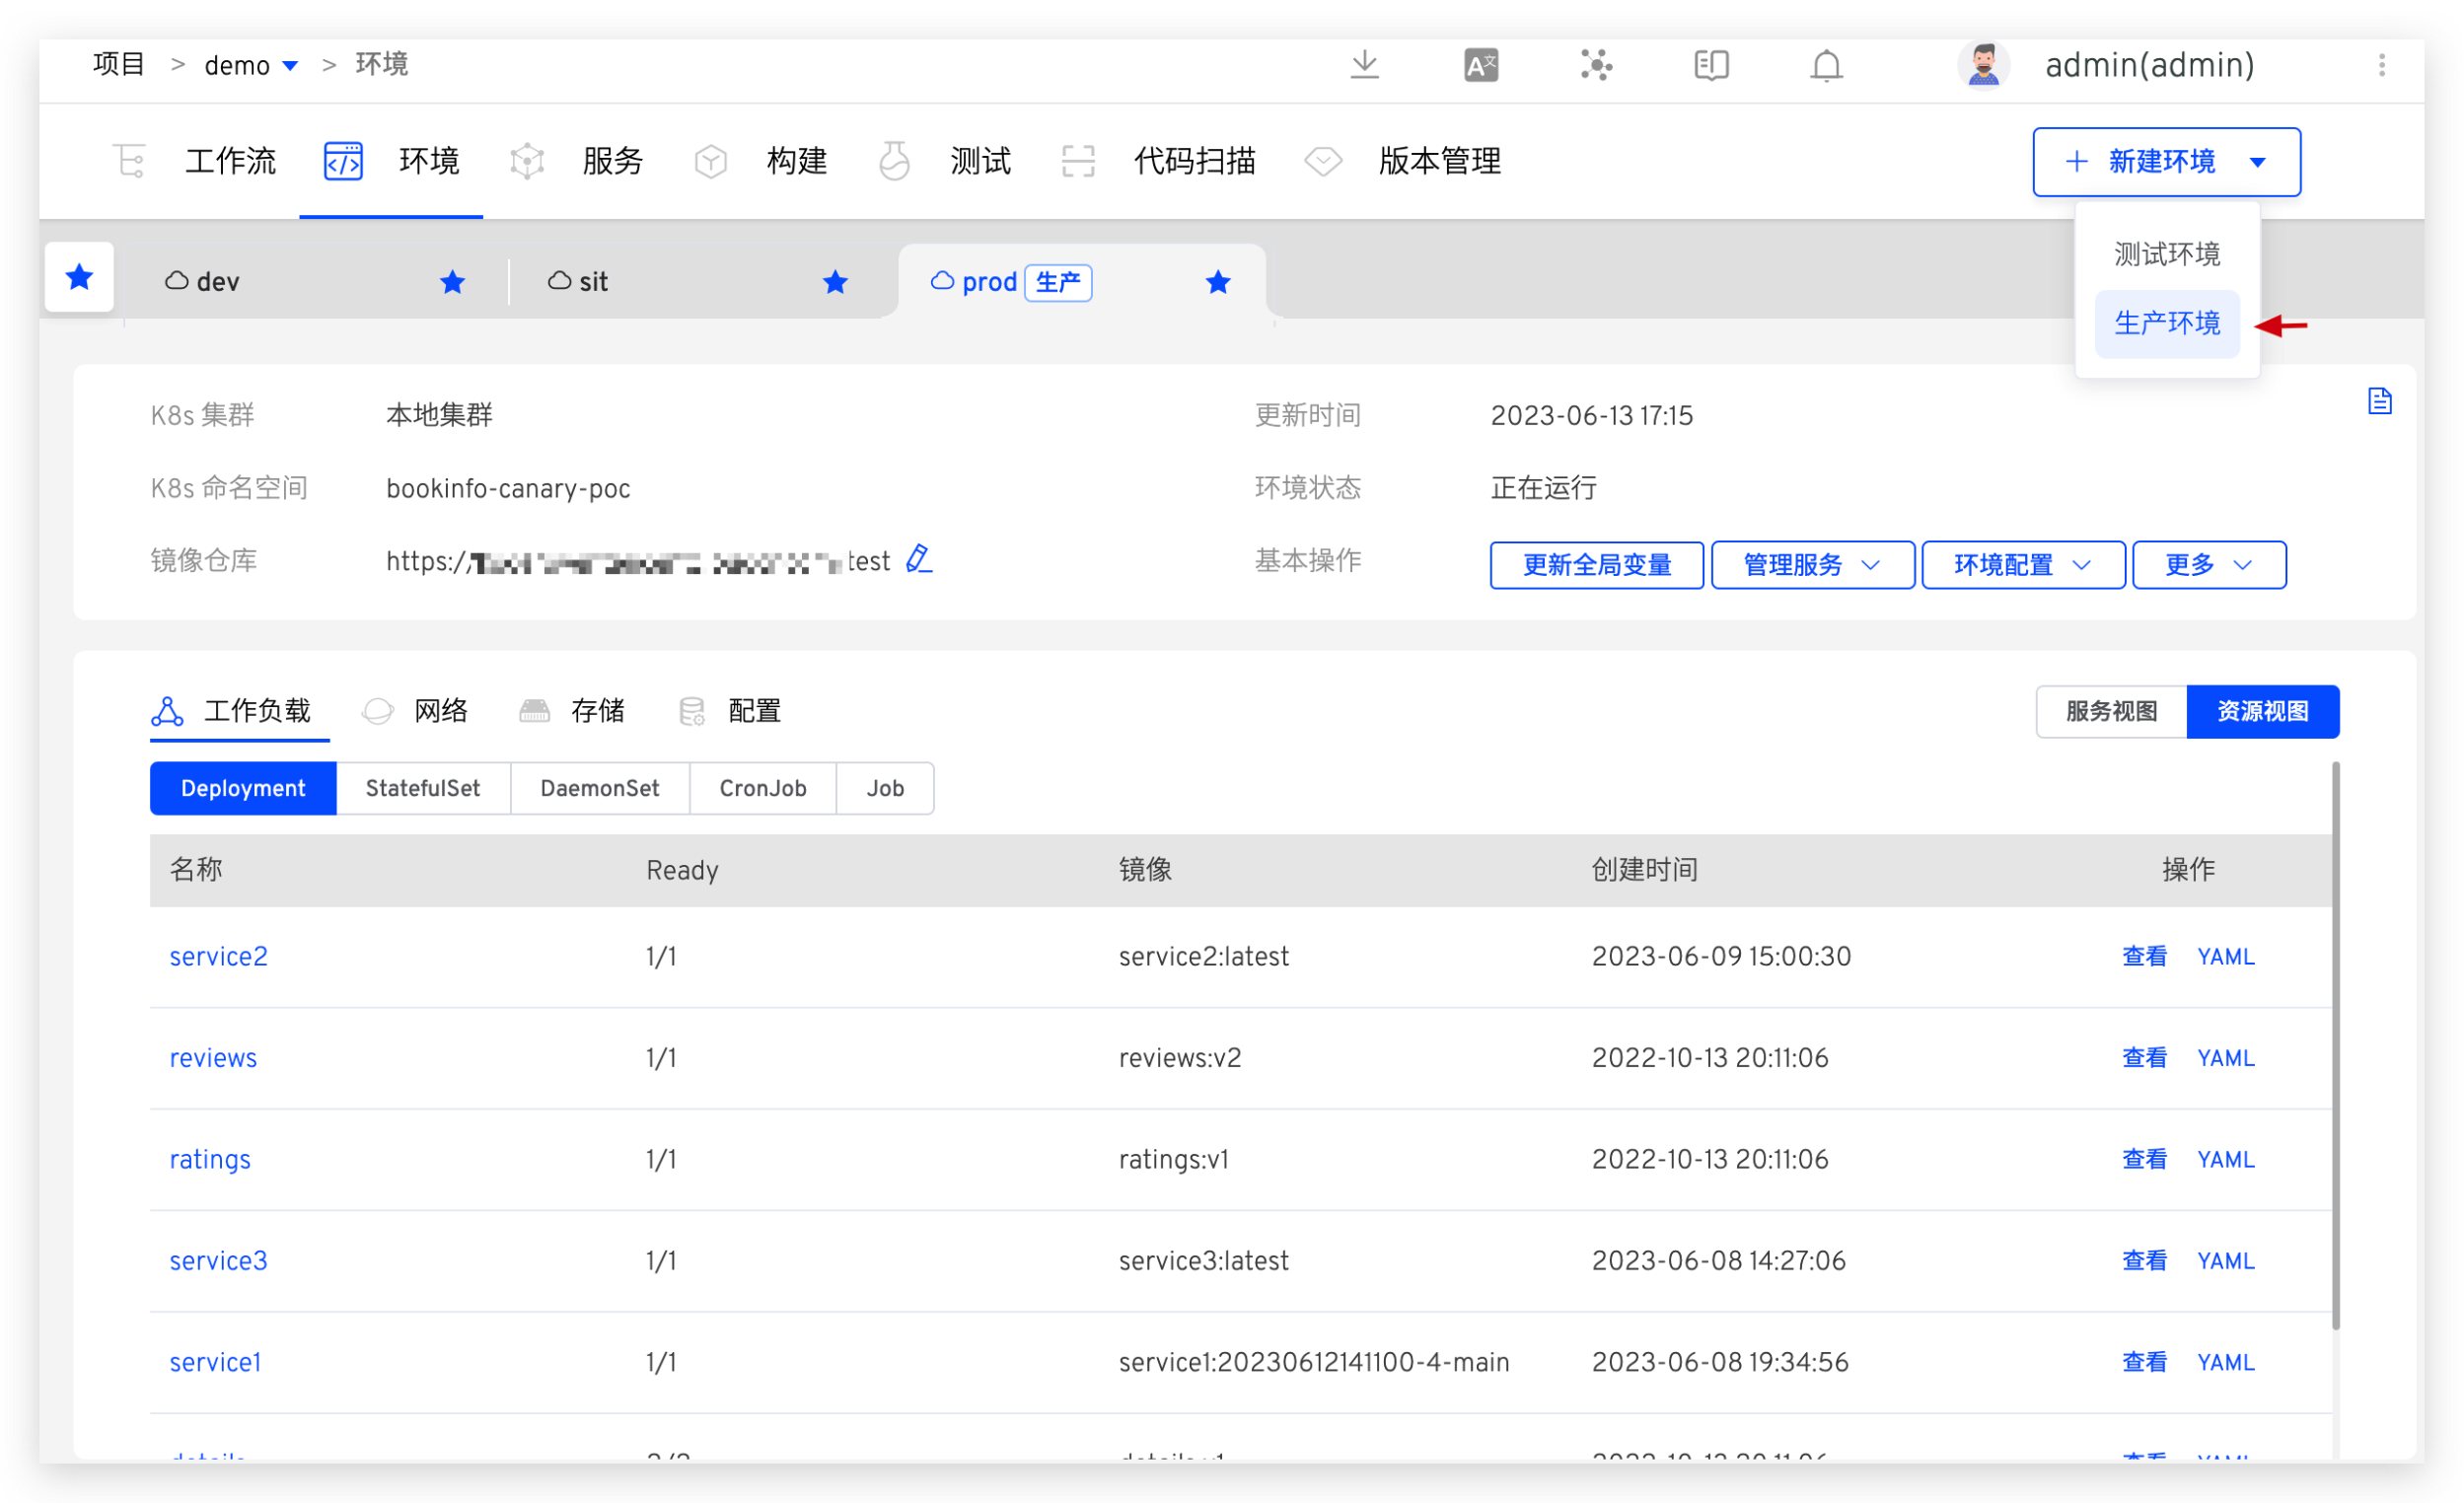 项目 > demo > 环境 admin(admin)
工作流 环境 服务 构建 测试 代码扫描 版本管理 + 新建环境
测试环境
生产环境
dev sit prod 生产
K8s 集群 本地集群 更新时间 2023-06-13 17:15
K8s 命名空间 bookinfo-canary-poc 环境状态 正在运行
镜像仓库 https:/ test 基本操作 更新全局变量 管理服务 环境配置 更多
工作负载 网络 存储 配置 服务视图 资源视图
Deployment StatefulSet DaemonSet CronJob Job
名称 Ready 镜像 创建时间 操作
service2 1/1 service2:latest 2023-06-09 15:00:30 查看 YAML
reviews 1/1 reviews:v2 2022-10-13 20:11:06 查看 YAML
ratings 1/1 ratings:v1 2022-10-13 20:11:06 查看 YAML
service3 1/1 service3:latest 2023-06-08 14:27:06 查看 YAML
service1 1/1 service1:20230612141100-4-main 2023-06-08 19:34:56 查看 YAML